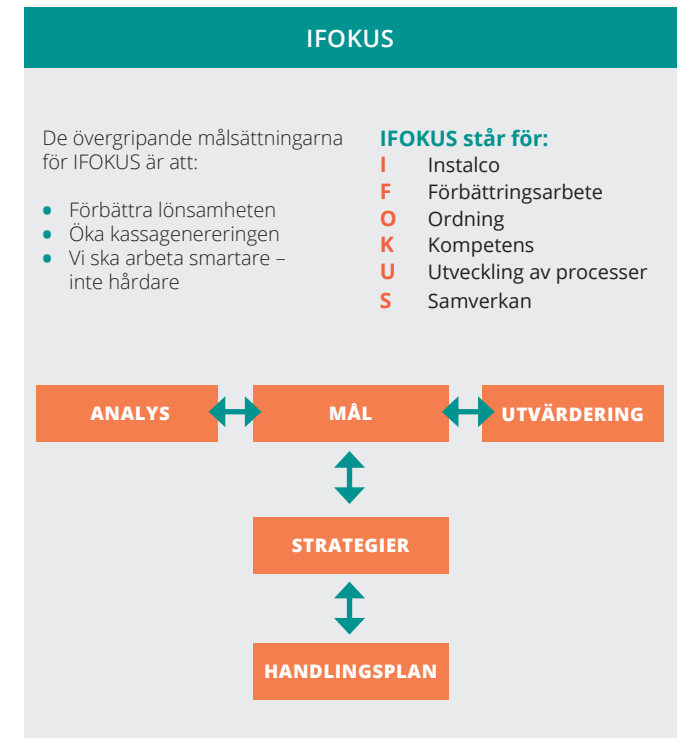 IFOKUS
De övergripande målsättningarna
för IFOKUS är att:
• Förbättra lönsamheten
• Öka kassagenereringen
• Vi ska arbeta smartare –
inte hårdare
IFOKUS står för:
I Instalco
F Förbättringsarbete
O Ordning
K Kompetens
U Utveckling av processer
S Samverkan
ANALYS
MÅL
UTVÄRDERING
STRATEGIER
HANDLINGSPLAN